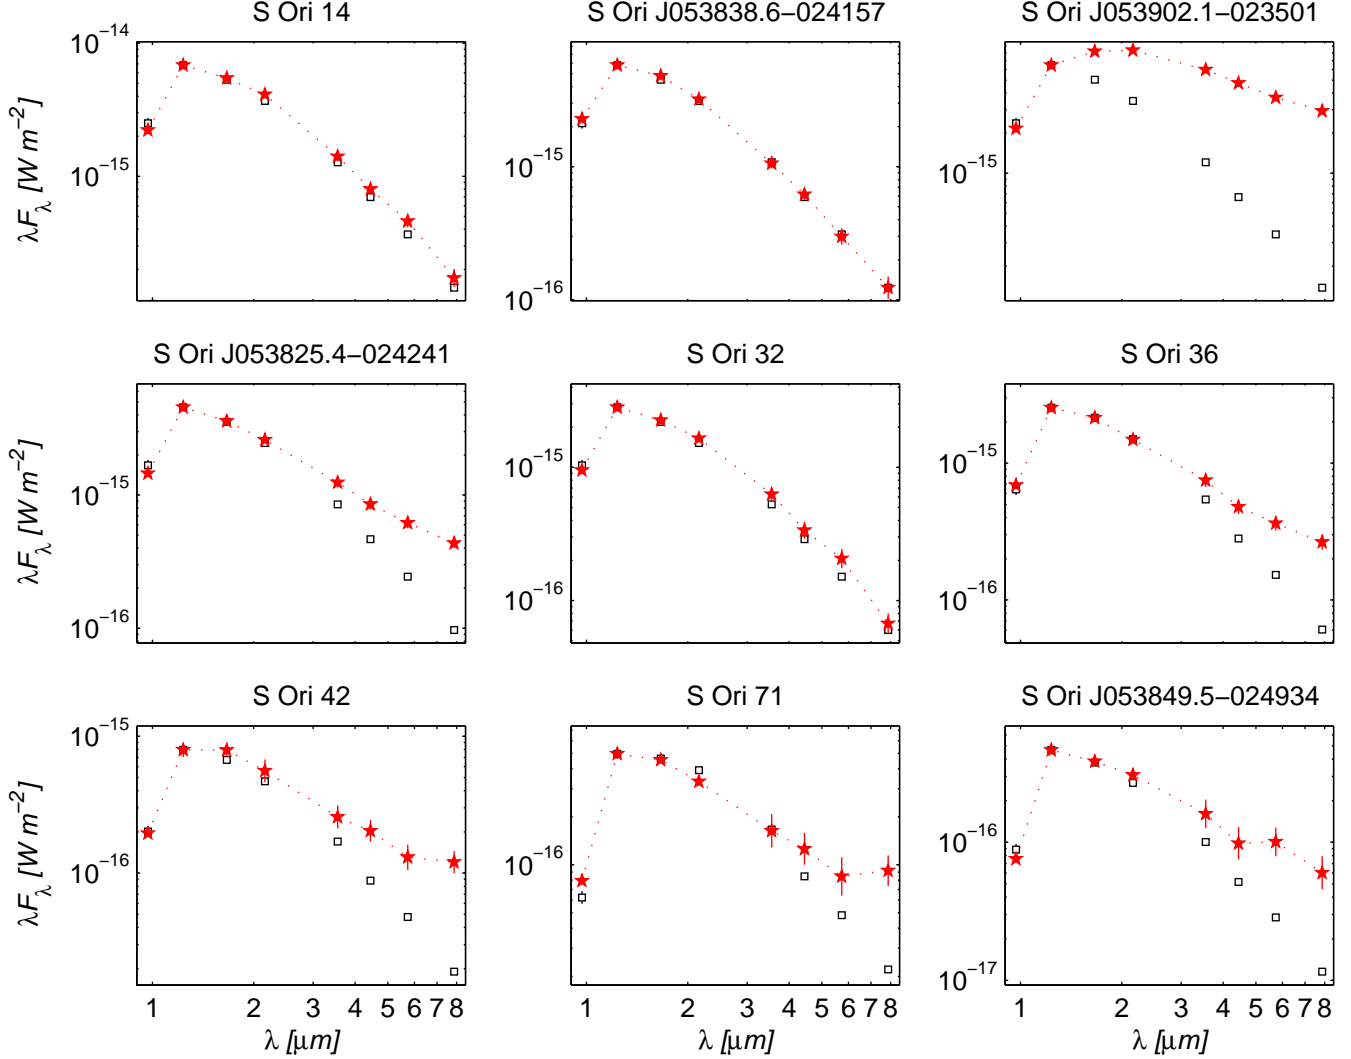 S Ori 14
S Ori J053838.6−024157
S Ori J053902.1−023501
10⁻¹⁴
10⁻¹⁵
λF_λ [W m⁻²]
10⁻¹⁵
10⁻¹⁶
10⁻¹⁵
S Ori J053825.4−024241
S Ori 32
S Ori 36
10⁻¹⁵
10⁻¹⁶
λF_λ [W m⁻²]
10⁻¹⁵
10⁻¹⁶
10⁻¹⁵
10⁻¹⁶
S Ori 42
S Ori 71
S Ori J053849.5−024934
10⁻¹⁵
10⁻¹⁶
λF_λ [W m⁻²]
10⁻¹⁶
10⁻¹⁶
10⁻¹⁷
1 2 3 4 5 6 7 8
1 2 3 4 5 6 7 8
1 2 3 4 5 6 7 8
λ [μm]
λ [μm]
λ [μm]